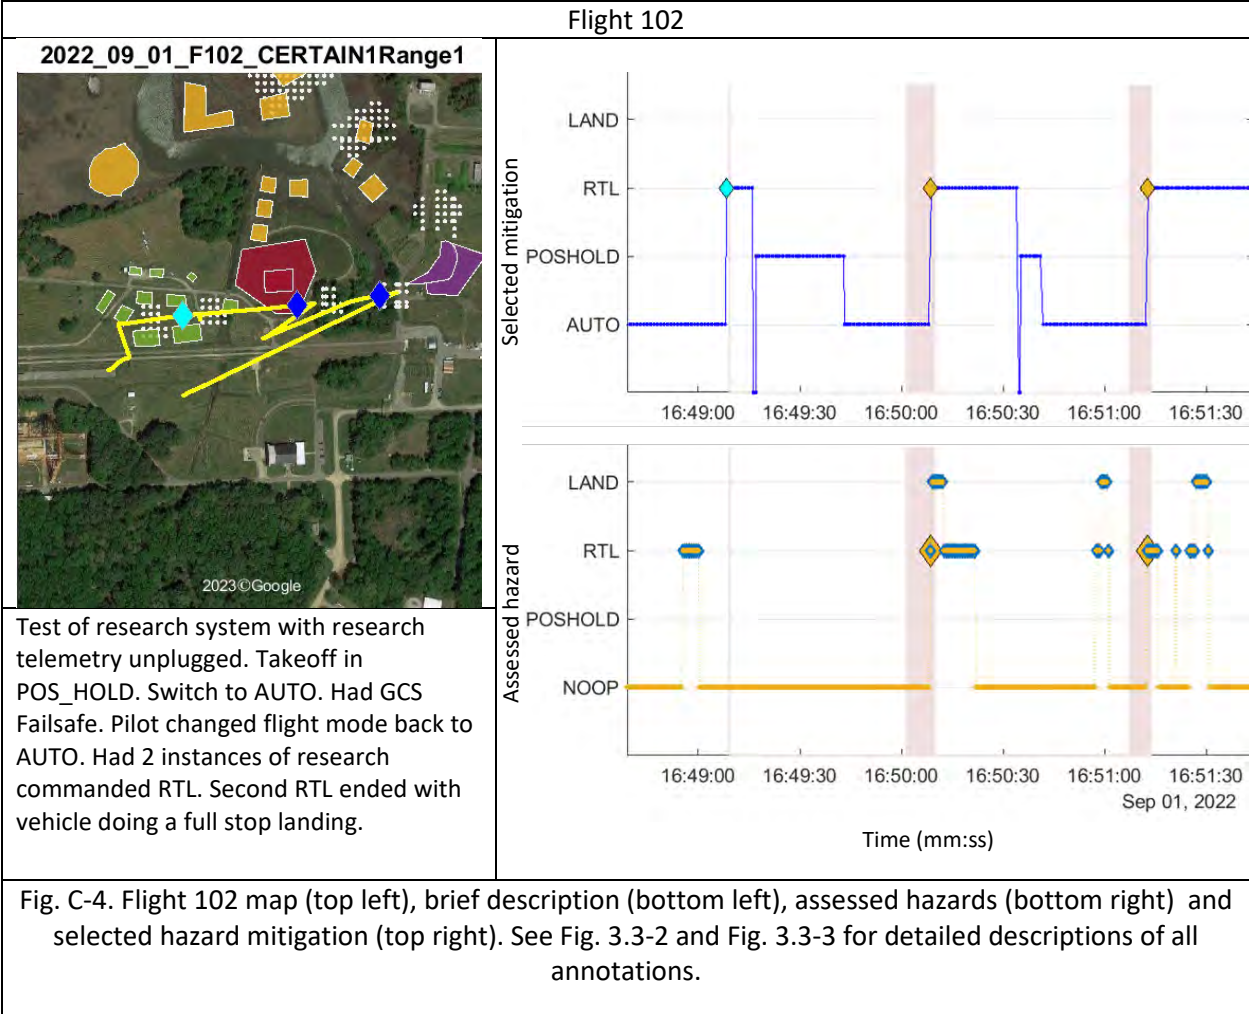 Flight 102
2022_09_01_F102_CERTAIN1Range1
2023©Google
Test of research system with research
telemetry unplugged. Takeoff in
POS_HOLD. Switch to AUTO. Had GCS
Failsafe. Pilot changed flight mode back to
AUTO. Had 2 instances of research
commanded RTL. Second RTL ended with
vehicle doing a full stop landing.
Selected mitigation
LAND
RTL
POSHOLD
AUTO
16:49:00 16:49:30 16:50:00 16:50:30 16:51:00 16:51:30
Assessed hazard
LAND
RTL
POSHOLD
NOOP
16:49:00 16:49:30 16:50:00 16:50:30 16:51:00 16:51:30
Sep 01, 2022
Time (mm:ss)
Fig. C-4. Flight 102 map (top left), brief description (bottom left), assessed hazards (bottom right) and
selected hazard mitigation (top right). See Fig. 3.3-2 and Fig. 3.3-3 for detailed descriptions of all
annotations.